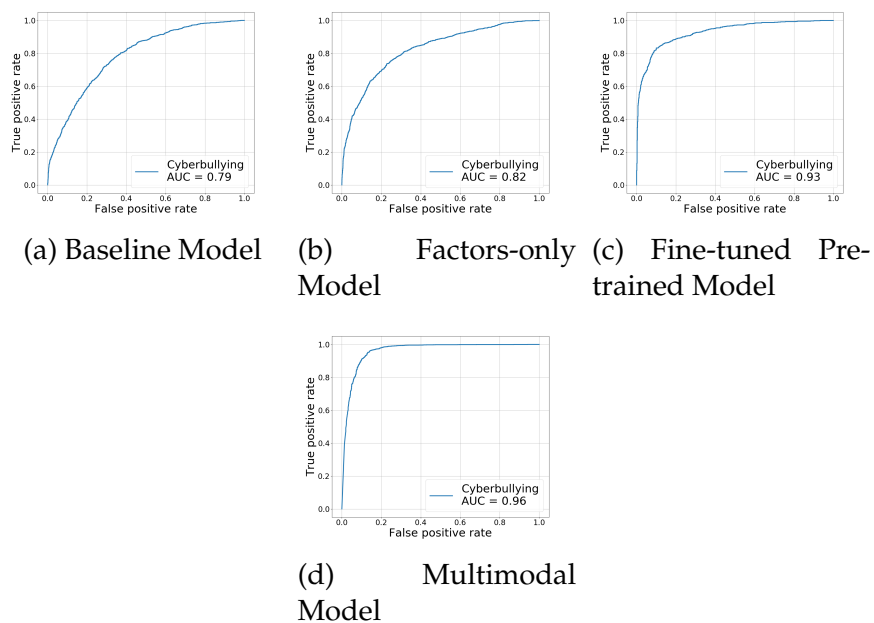 1.0
0.8
0.6
0.4
0.2
0.0
True positive rate
0.0 0.2 0.4 0.6 0.8 1.0
False positive rate
Cyberbullying
AUC = 0.79
(a) Baseline Model
1.0
0.8
0.6
0.4
0.2
0.0
True positive rate
0.0 0.2 0.4 0.6 0.8 1.0
False positive rate
Cyberbullying
AUC = 0.82
(b) Factors-only
Model
1.0
0.8
0.6
0.4
0.2
0.0
True positive rate
0.0 0.2 0.4 0.6 0.8 1.0
False positive rate
Cyberbullying
AUC = 0.93
(c) Fine-tuned Pre-
trained Model
1.0
0.8
0.6
0.4
0.2
0.0
True positive rate
0.0 0.2 0.4 0.6 0.8 1.0
False positive rate
Cyberbullying
AUC = 0.96
(d) Multimodal
Model